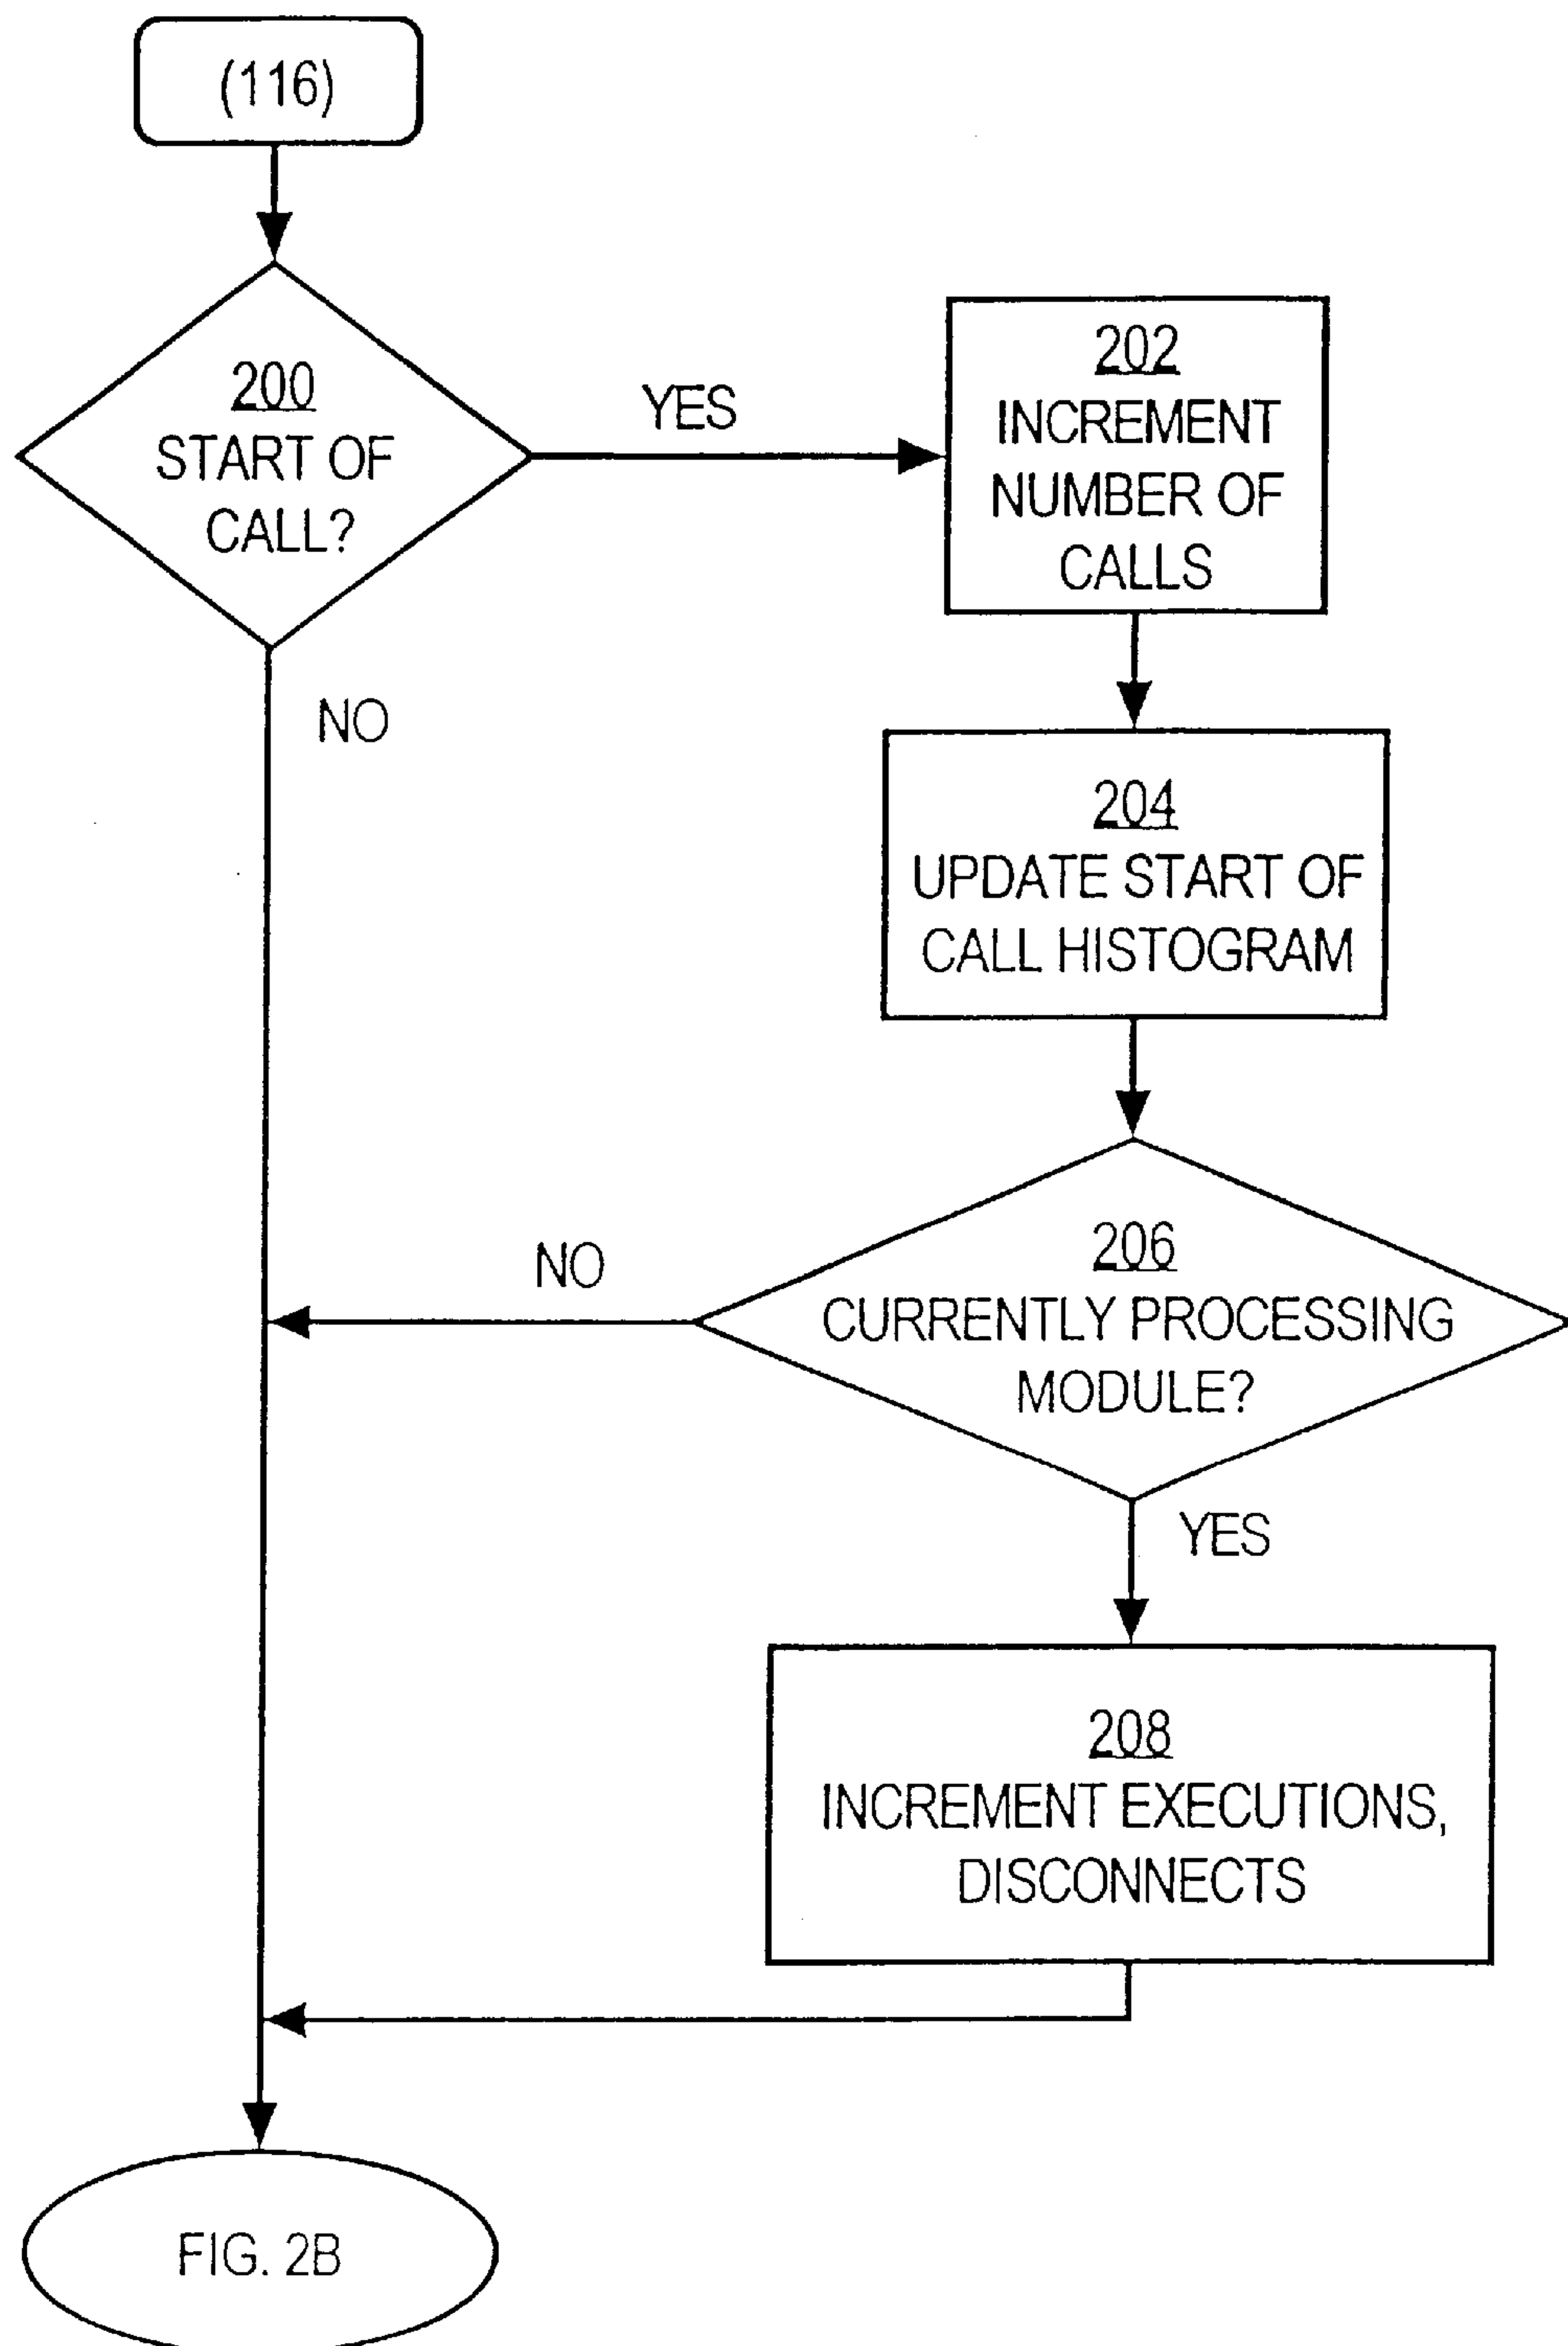 (116)
200
START OF
CALL?
YES
202
INCREMENT
NUMBER OF
CALLS
NO
204
UPDATE START OF
CALL HISTOGRAM
206
CURRENTLY PROCESSING
MODULE?
NO
YES
208
INCREMENT EXECUTIONS,
DISCONNECTS
FIG. 2B